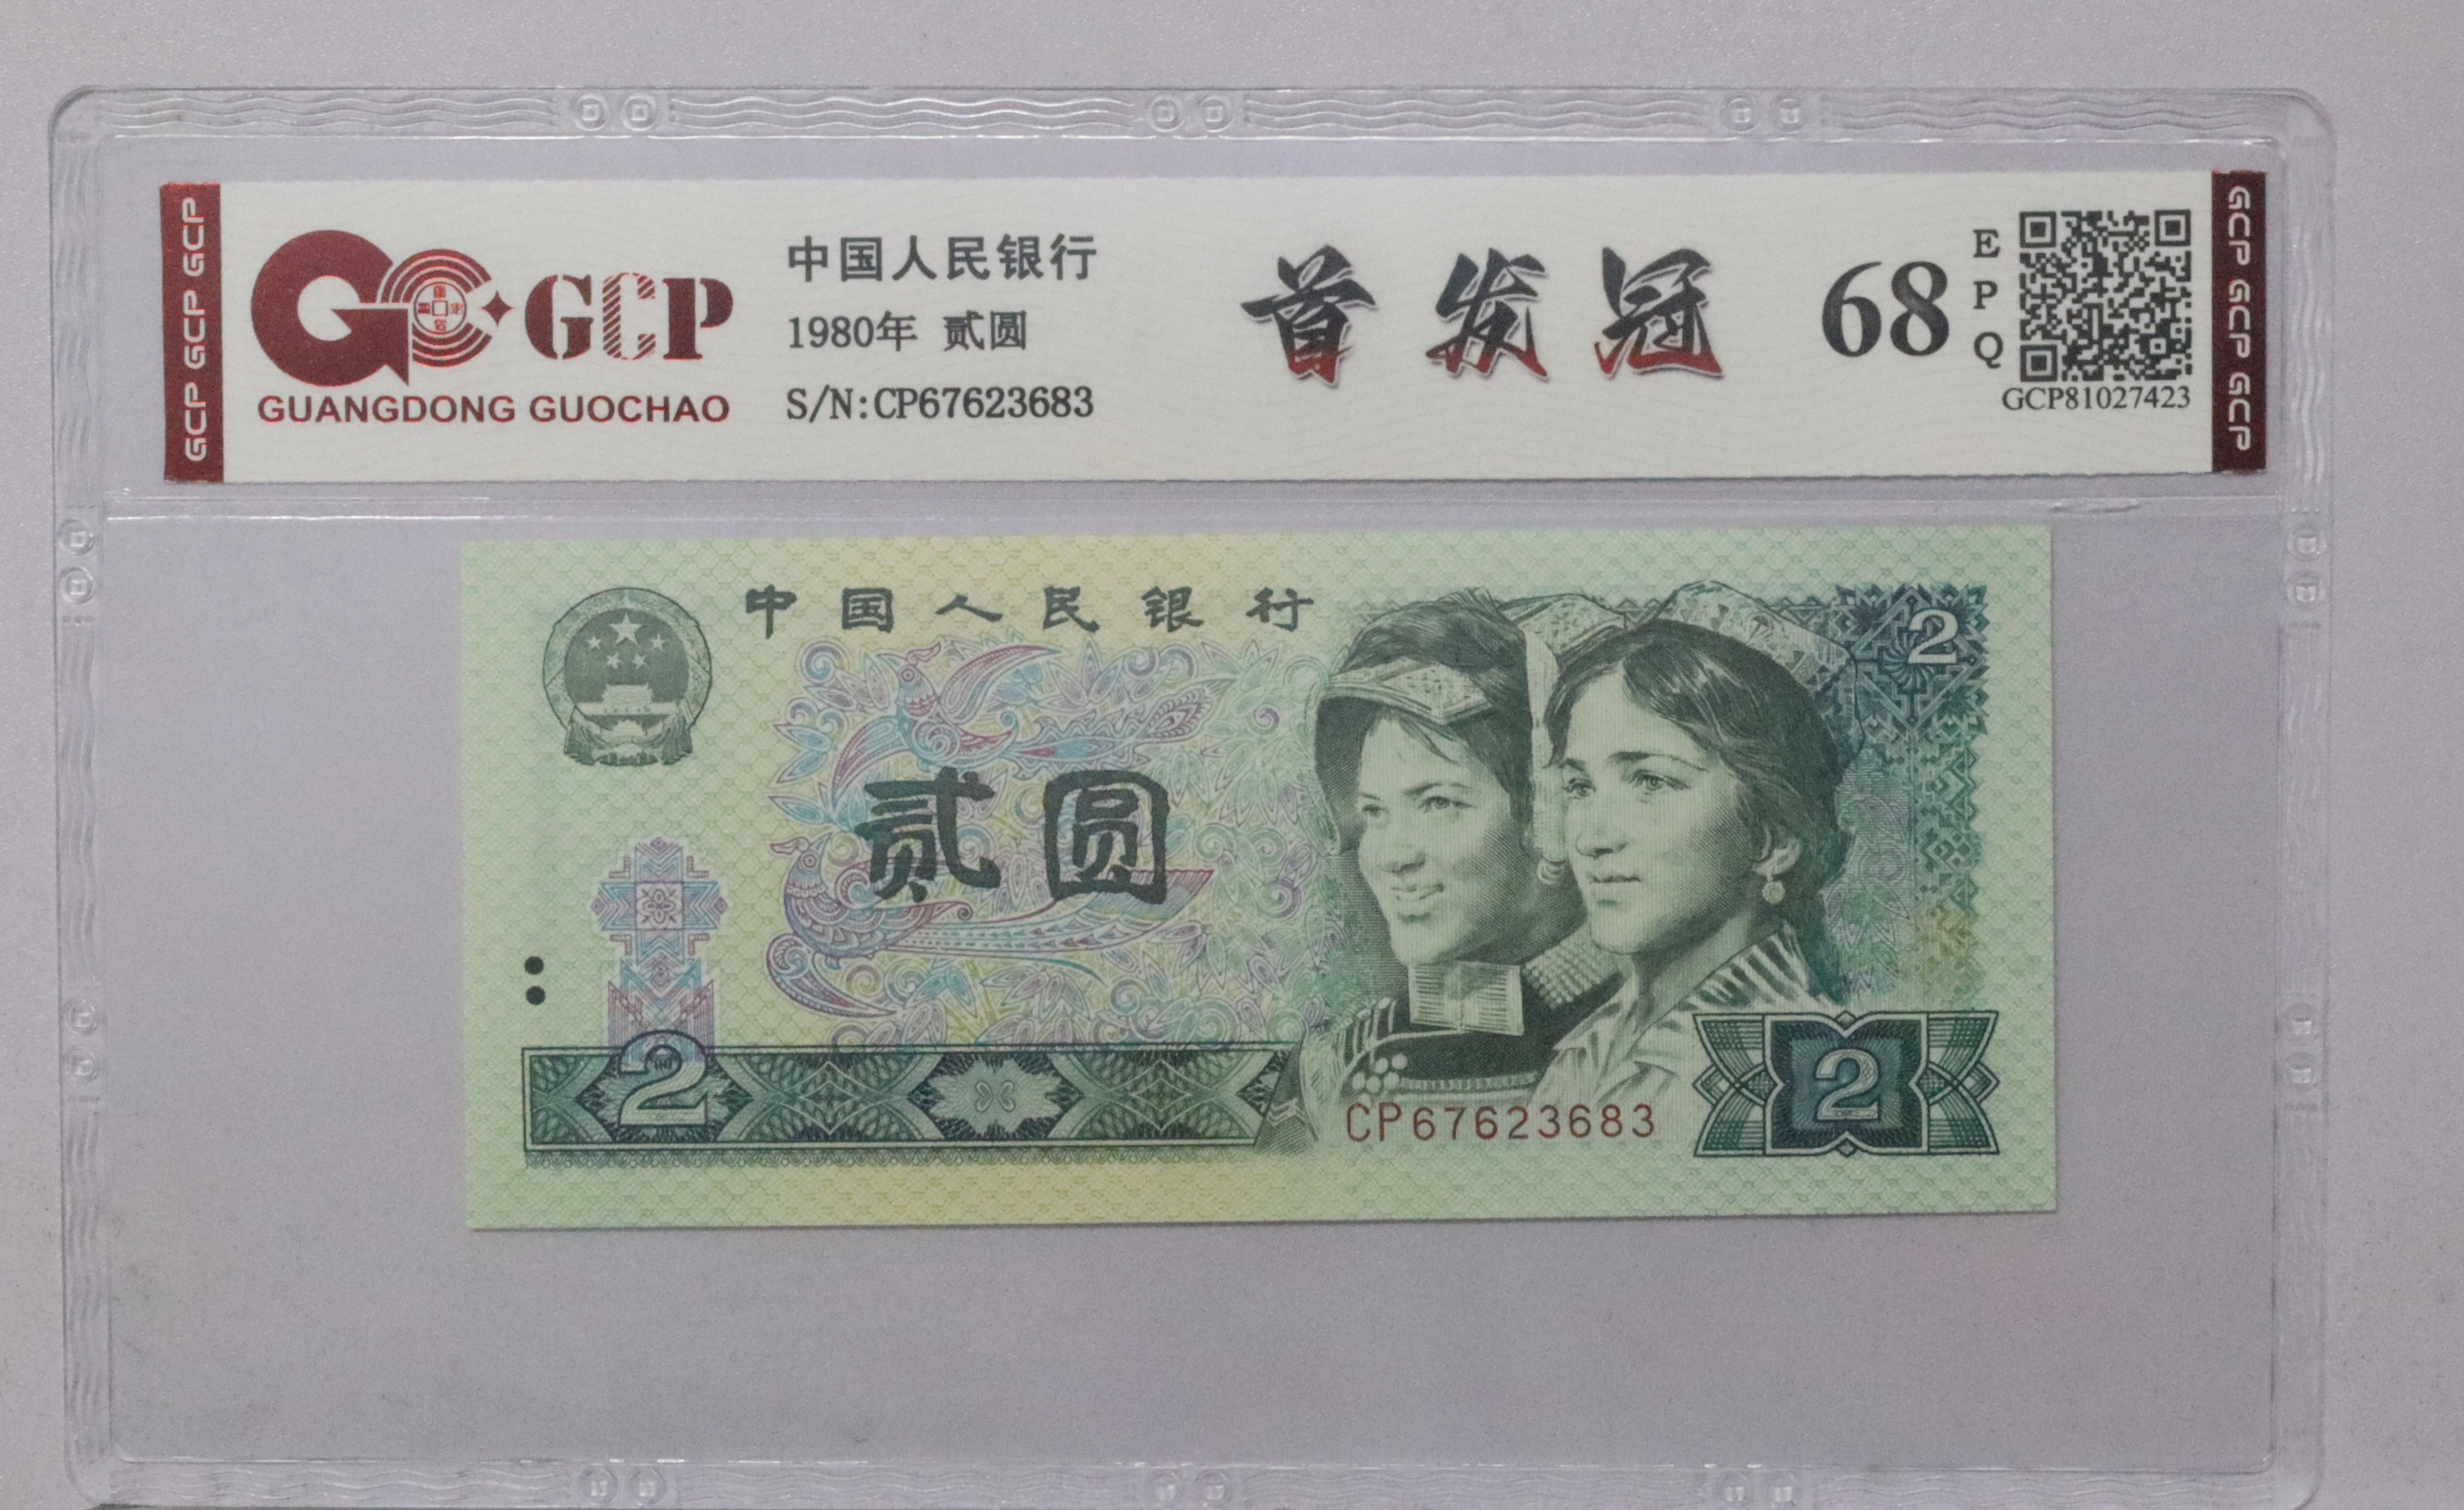 GCP GCP GCP
GCP
GUANGDONG GUOCHAO
中国人民银行
1980年 贰圆
S/N:CP67623683
首发冠
68
EPQ
GCP81027423
GCP GCP GCP
中国人民银行
2
贰圆
2
CP67623683
2